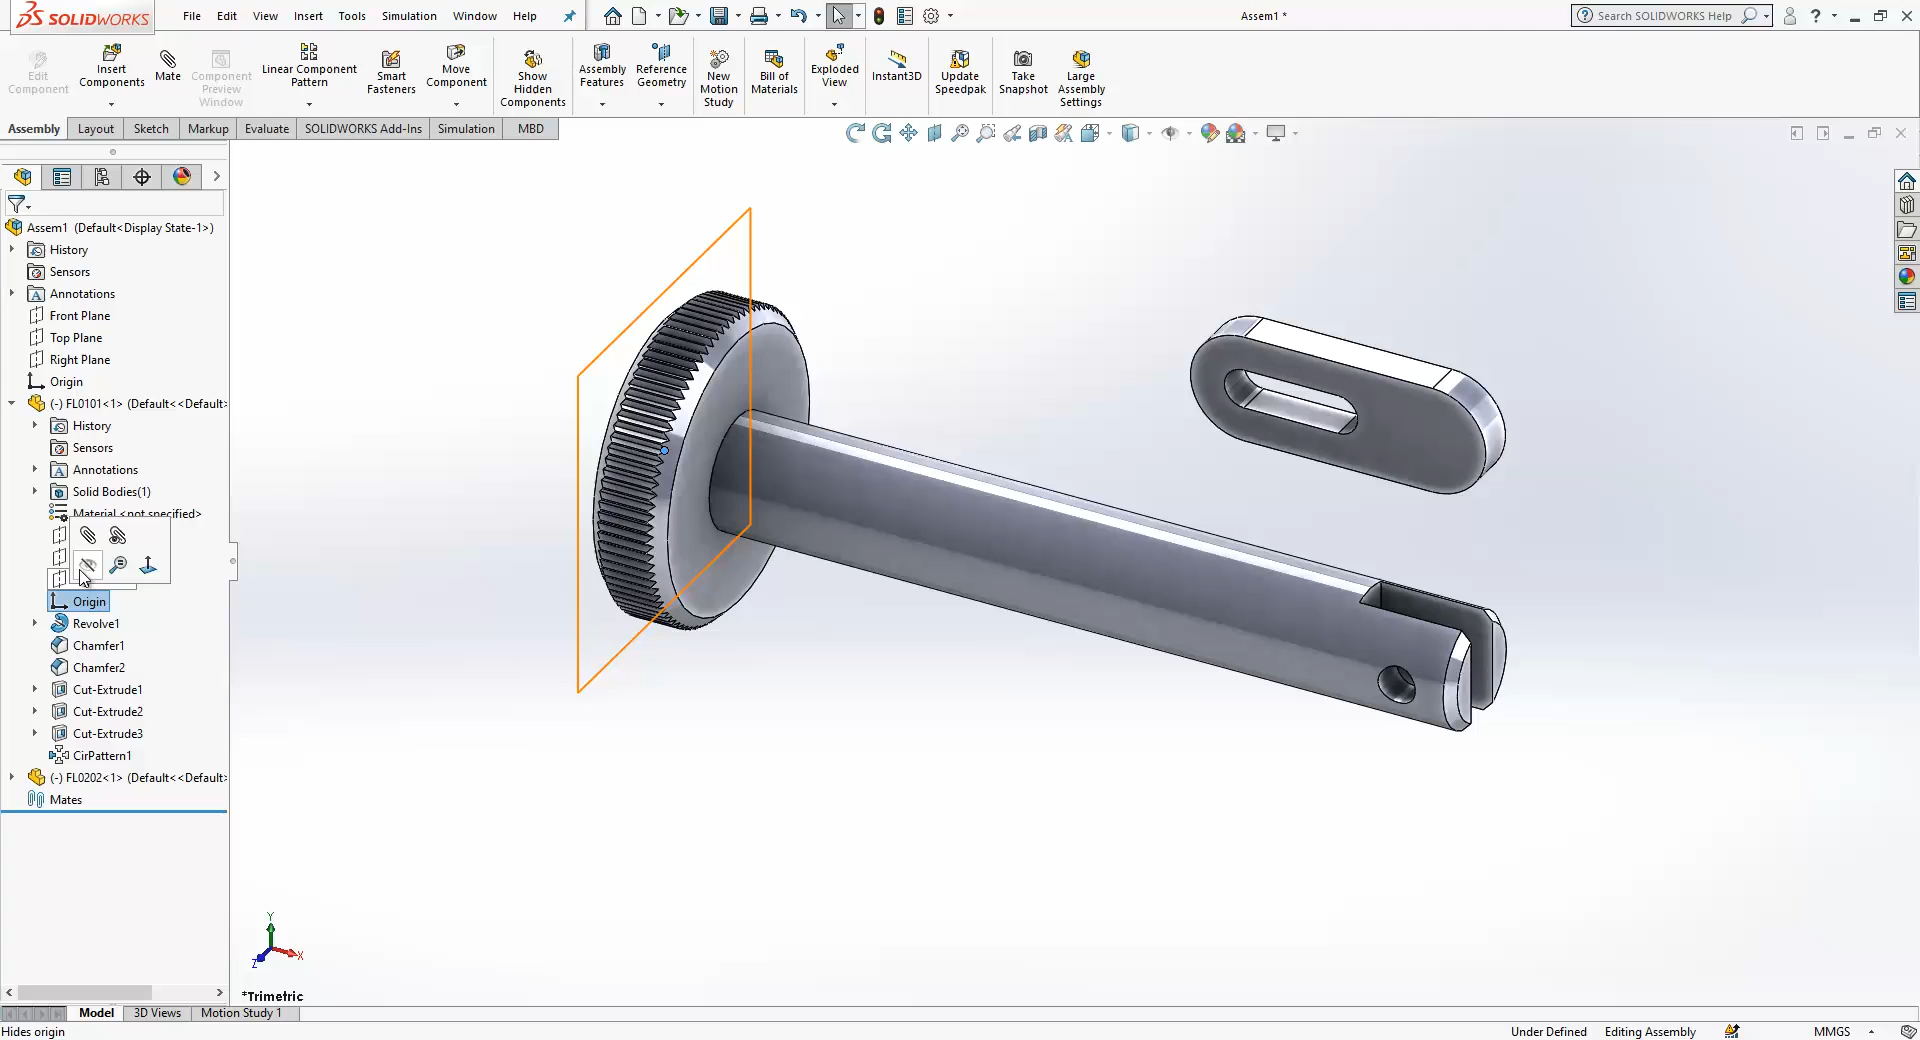 SOLIDWORKS
File Edit View Insert Tools Simulation Window Help
Assem1 *
Search SOLIDWORKS Help
Edit Component
Insert Components
Mate
Component Preview Window
Linear Component Pattern
Smart Fasteners
Move Component
Show Hidden Components
Assembly Features
Reference Geometry
New Motion Study
Bill of Materials
Exploded View
Instant3D
Update Speedpak
Take Snapshot
Large Assembly Settings
Assembly Layout Sketch Markup Evaluate SOLIDWORKS Add-Ins Simulation MBD
Assem1 (Default<Display State-1>)
History
Sensors
Annotations
Front Plane
Top Plane
Right Plane
Origin
(-) FL0101<1> (Default<<Default>
History
Sensors
Annotations
Solid Bodies(1)
Material <not specified>
Origin
Revolve1
Chamfer1
Chamfer2
Cut-Extrude1
Cut-Extrude2
Cut-Extrude3
CirPattern1
(-) FL0202<1> (Default<<Default>
Mates
Y
X
Z
*Trimetric
Model 3D Views Motion Study 1
Hides origin
Under Defined Editing Assembly MMGS